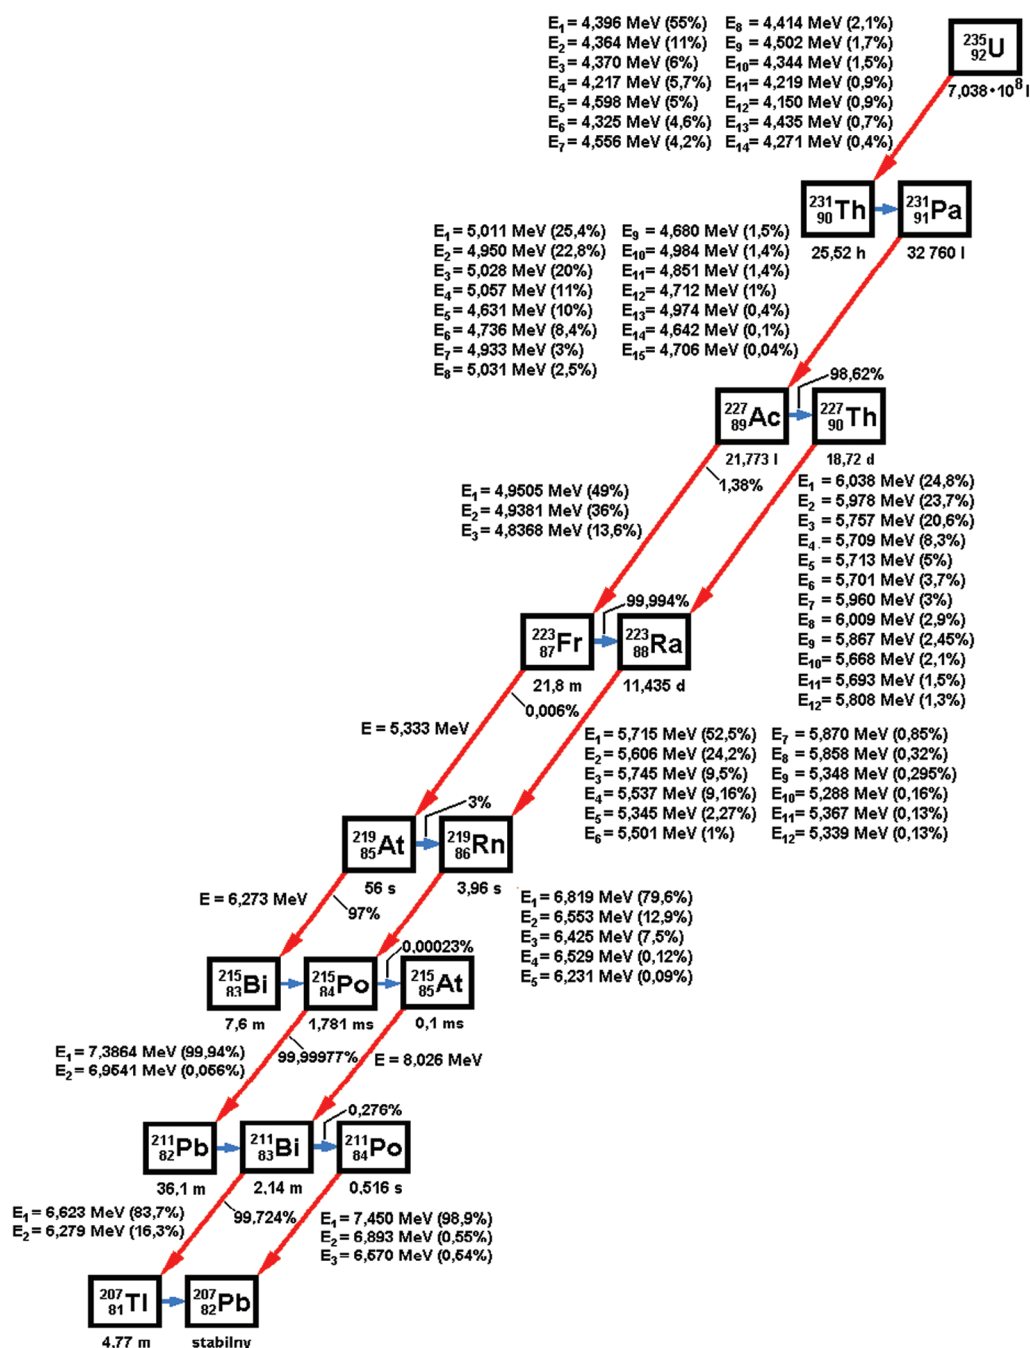 E1 = 4,396 MeV (55%)
E2 = 4,364 MeV (11%)
E3 = 4,370 MeV (6%)
E4 = 4,217 MeV (5,7%)
E5 = 4,598 MeV (5%)
E6 = 4,325 MeV (4,6%)
E7 = 4,556 MeV (4,2%)
E8 = 4,414 MeV (2,1%)
E9 = 4,502 MeV (1,7%)
E10 = 4,344 MeV (1,5%)
E11 = 4,219 MeV (0,9%)
E12 = 4,150 MeV (0,9%)
E13 = 4,435 MeV (0,7%)
E14 = 4,271 MeV (0,4%)
235 92 U
7,038•10^8 l
231 90 Th
25,52 h
231 91 Pa
32 760 l
E1 = 5,011 MeV (25,4%)
E2 = 4,950 MeV (22,8%)
E3 = 5,028 MeV (20%)
E4 = 5,057 MeV (11%)
E5 = 4,631 MeV (10%)
E6 = 4,736 MeV (8,4%)
E7 = 4,933 MeV (3%)
E8 = 5,031 MeV (2,5%)
E9 = 4,680 MeV (1,5%)
E10 = 4,984 MeV (1,4%)
E11 = 4,851 MeV (1,4%)
E12 = 4,712 MeV (1%)
E13 = 4,974 MeV (0,4%)
E14 = 4,642 MeV (0,1%)
E15 = 4,706 MeV (0,04%)
98,62%
227 89 Ac
21,773 l
227 90 Th
18,72 d
1,38%
E1 = 4,9505 MeV (49%)
E2 = 4,9381 MeV (36%)
E3 = 4,8368 MeV (13,6%)
E1 = 6,038 MeV (24,8%)
E2 = 5,978 MeV (23,7%)
E3 = 5,757 MeV (20,6%)
E4 = 5,709 MeV (8,3%)
E5 = 5,713 MeV (5%)
E6 = 5,701 MeV (3,7%)
E7 = 5,960 MeV (3%)
E8 = 6,009 MeV (2,9%)
E9 = 5,867 MeV (2,45%)
E10 = 5,668 MeV (2,1%)
E11 = 5,693 MeV (1,5%)
E12 = 5,808 MeV (1,3%)
99,994%
223 87 Fr
21,8 m
223 88 Ra
11,435 d
0,006%
E = 5,333 MeV
E1 = 5,715 MeV (52,5%)
E2 = 5,606 MeV (24,2%)
E3 = 5,745 MeV (9,5%)
E4 = 5,537 MeV (9,16%)
E5 = 5,345 MeV (2,27%)
E6 = 5,501 MeV (1%)
E7 = 5,870 MeV (0,85%)
E8 = 5,858 MeV (0,32%)
E9 = 5,348 MeV (0,295%)
E10 = 5,288 MeV (0,16%)
E11 = 5,367 MeV (0,13%)
E12 = 5,339 MeV (0,13%)
3%
219 85 At
56 s
219 86 Rn
3,96 s
E = 6,273 MeV
97%
E1 = 6,819 MeV (79,6%)
E2 = 6,553 MeV (12,9%)
E3 = 6,425 MeV (7,5%)
E4 = 6,529 MeV (0,12%)
E5 = 6,231 MeV (0,09%)
0,00023%
215 83 Bi
7,6 m
215 84 Po
1,781 ms
215 85 At
0,1 ms
E1 = 7,3864 MeV (99,94%)
E2 = 6,9541 MeV (0,056%)
99,99977%
E = 8,026 MeV
0,276%
211 82 Pb
36,1 m
211 83 Bi
2,14 m
211 84 Po
0,516 s
E1 = 6,623 MeV (83,7%)
E2 = 6,279 MeV (16,3%)
99,724%
E1 = 7,450 MeV (98,9%)
E2 = 6,893 MeV (0,55%)
E3 = 6,570 MeV (0,54%)
207 81 Tl
4,77 m
207 82 Pb
stabilny